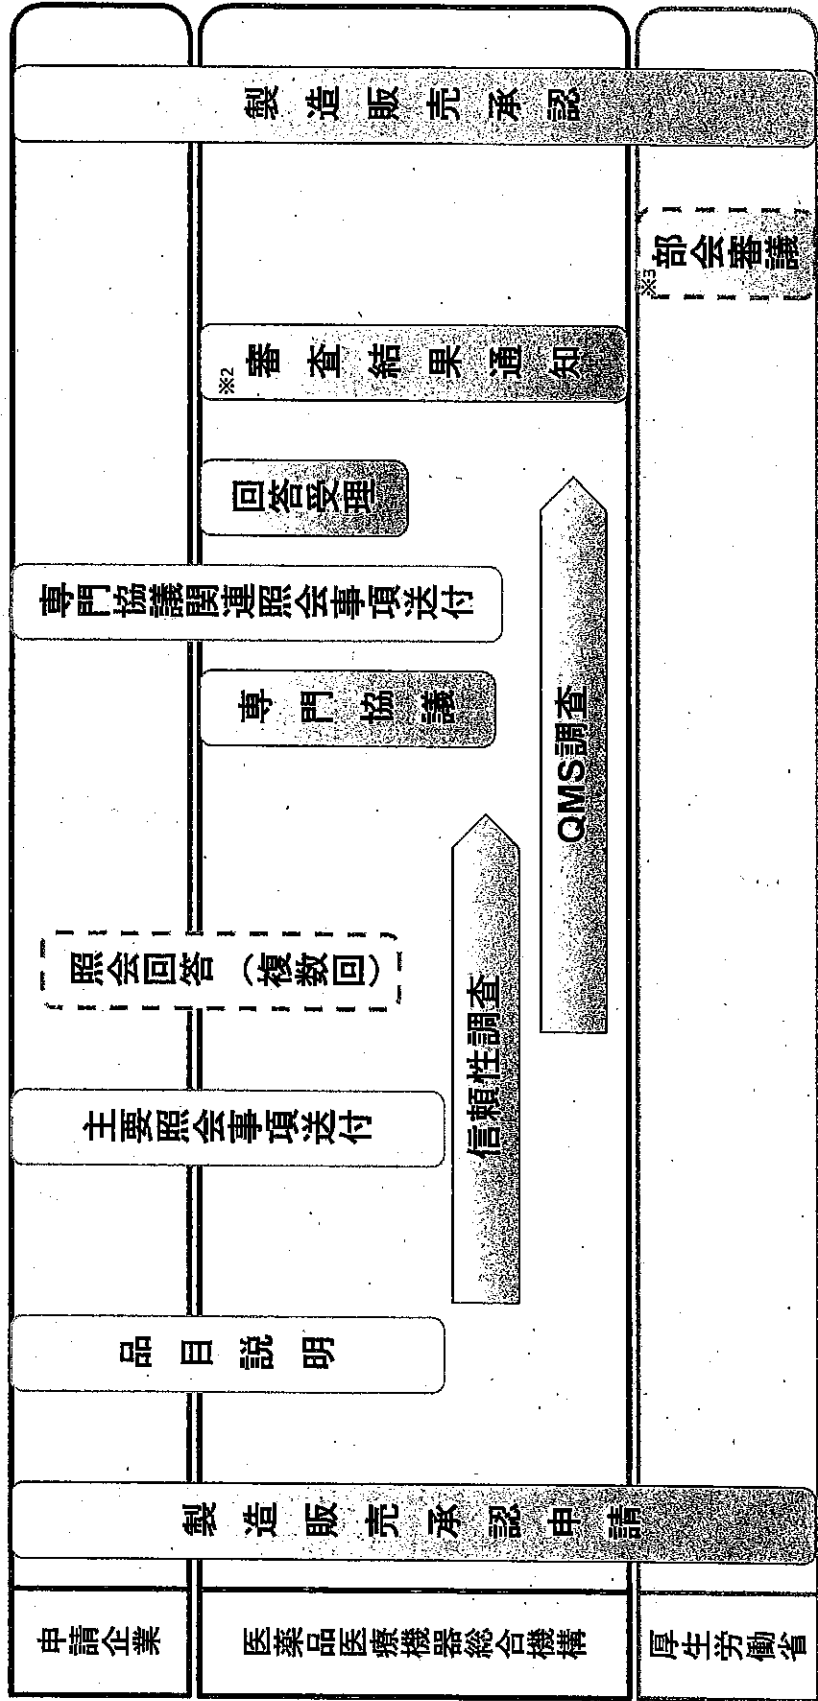 申請企業
医薬品医療機器総合機構
厚生労働省
製造販売承認申請
品目説明
主要照会事項送付
照会回答（複数回）
信頼性調査
QMS調査
専門協議
専門協議関連照会事項送付
回答受理
※2
審査結果通知
※3
部会審議
製造販売承認